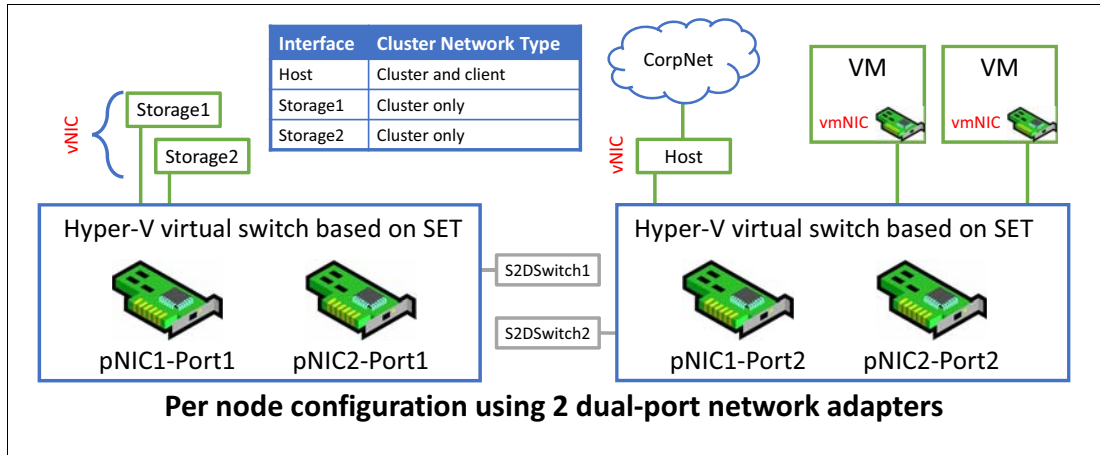 Interface Cluster Network Type
Host Cluster and client
Storage1 Cluster only
Storage2 Cluster only
vNIC
Storage1
Storage2
CorpNet
vNIC
Host
VM
vmNIC
VM
vmNIC
Hyper-V virtual switch based on SET
pNIC1-Port1
pNIC2-Port1
S2DSwitch1
S2DSwitch2
Hyper-V virtual switch based on SET
pNIC1-Port2
pNIC2-Port2
Per node configuration using 2 dual-port network adapters